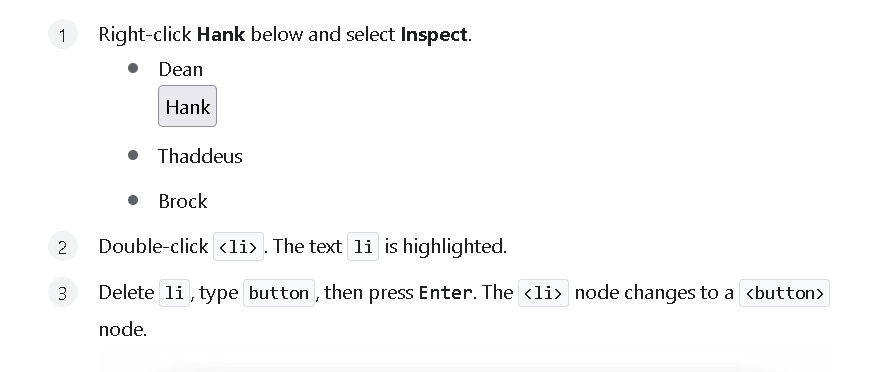 1 Right-click Hank below and select Inspect.
Dean
Hank
Thaddeus
Brock
2 Double-click <li>. The text li is highlighted.
3 Delete li, type button, then press Enter. The <li> node changes to a <button>
node.